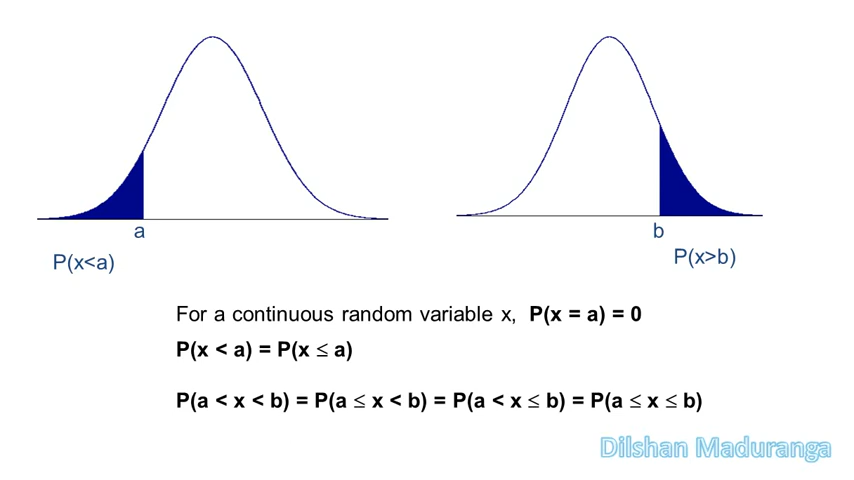 a
P(x<a)
b
P(x>b)
For a continuous random variable x, P(x = a) = 0
P(x < a) = P(x ≤ a)
P(a < x < b) = P(a ≤ x < b) = P(a < x ≤ b) = P(a ≤ x ≤ b)
Dilshan Maduranga